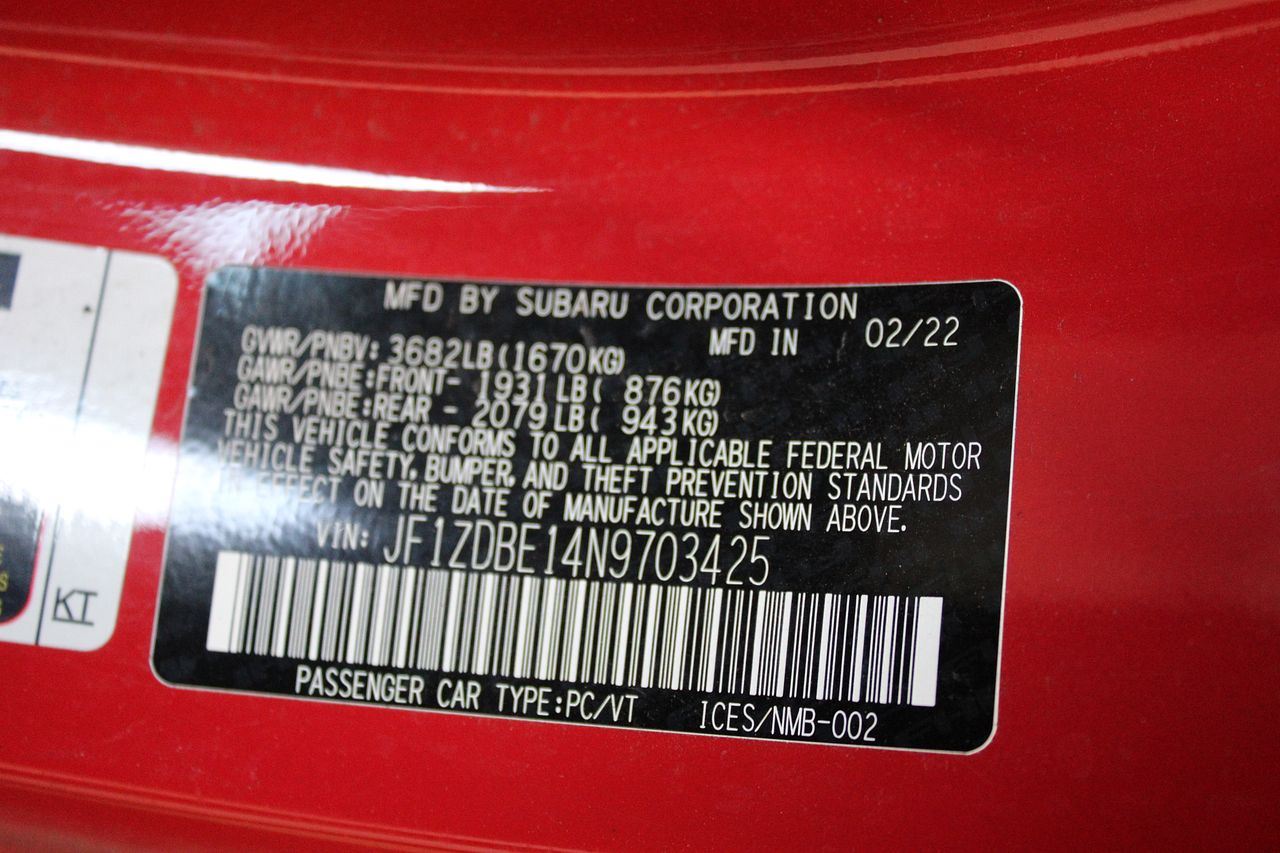 MFD BY SUBARU CORPORATION
MFD IN 02/22
GVWR/PNBV: 3682LB(1670KG)
GAWR/PNBE:FRONT- 1931LB( 876KG)
GAWR/PNBE:REAR - 2079LB( 943KG)
THIS VEHICLE CONFORMS TO ALL APPLICABLE FEDERAL MOTOR
VEHICLE SAFETY, BUMPER, AND THEFT PREVENTION STANDARDS
IN EFFECT ON THE DATE OF MANUFACTURE SHOWN ABOVE.
VIN: JF1ZDBE14N9703425
PASSENGER CAR TYPE:PC/VT ICES/NMB-002
KT